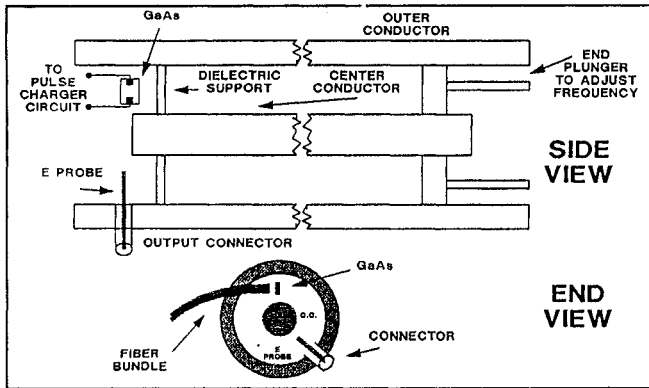 GaAs
OUTER
CONDUCTOR
TO
PULSE
CHARGER
CIRCUIT
DIELECTRIC
SUPPORT
CENTER
CONDUCTOR
END
PLUNGER
TO ADJUST
FREQUENCY
SIDE
VIEW
E PROBE
OUTPUT CONNECTOR
GaAs
END
VIEW
O.O.
E
PROBE
CONNECTOR
FIBER
BUNDLE